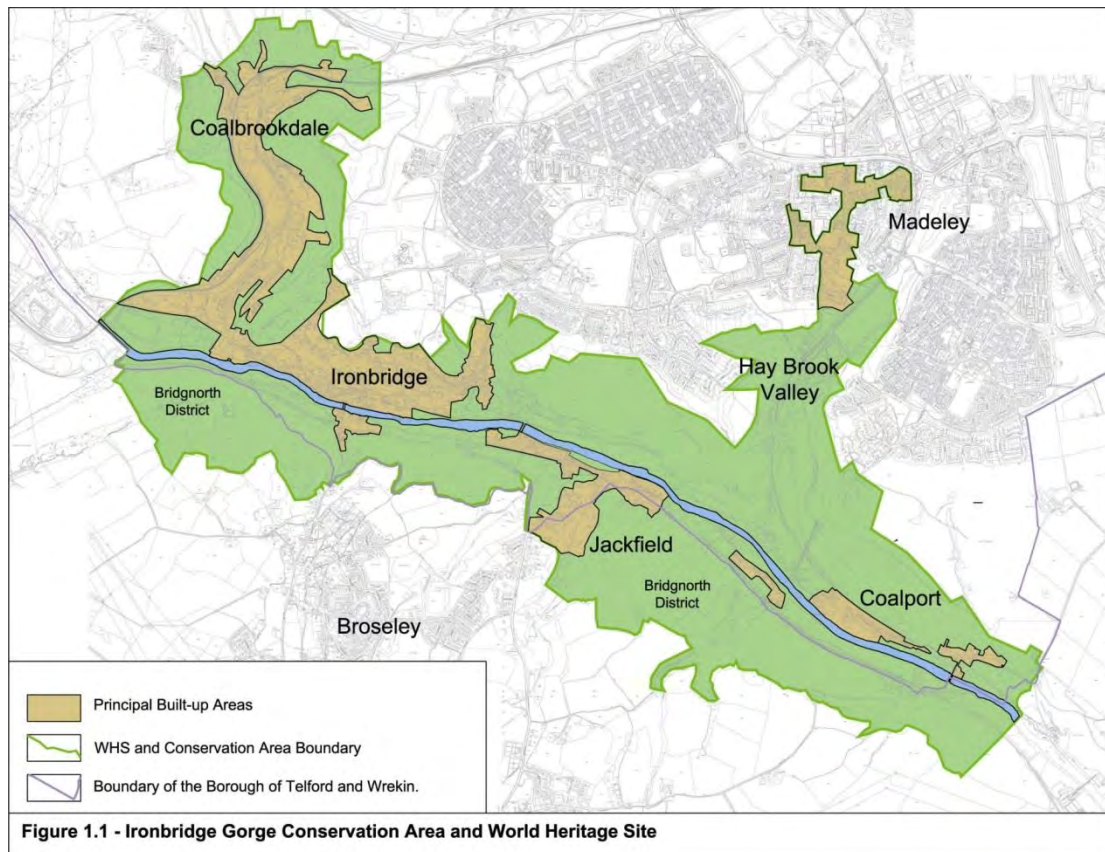 Coalbrookdale
Madeley
Hay Brook
Valley
Ironbridge
Bridgnorth
District
Jackfield
Bridgnorth
District
Coalport
Broseley
Principal Built-up Areas
WHS and Conservation Area Boundary
Boundary of the Borough of Telford and Wrekin.
Figure 1.1 - Ironbridge Gorge Conservation Area and World Heritage Site